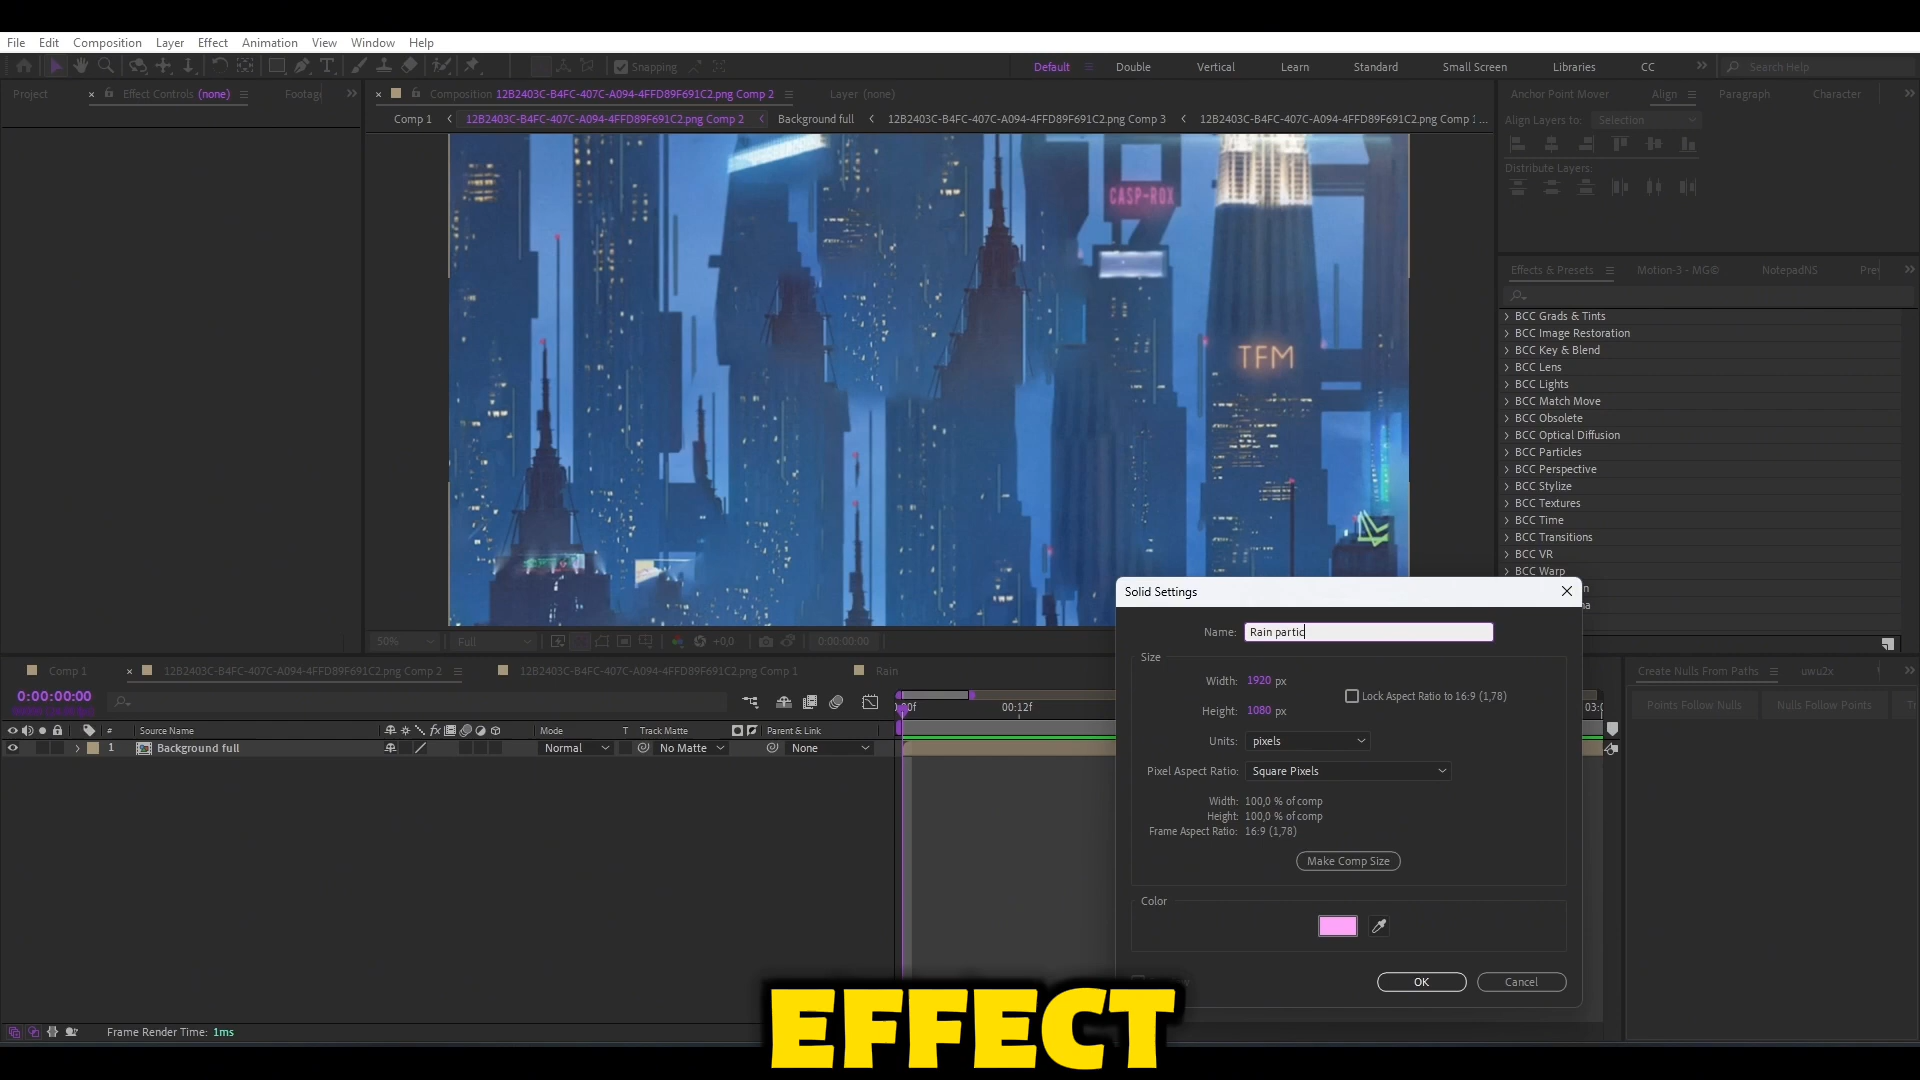 File Edit Composition Layer Effect Animation View Window Help
Snapping
Default Double Vertical Learn Standard Small Screen Libraries CC Search Help
Project Effect Controls (none)
Composition 12B2403C-B4FC-407C-A094-4FFD89F691C2.png Comp 2 Layer (none)
Anchor Point Mover Align Paragraph Character
Comp 1 12B2403C-B4FC-407C-A094-4FFD89F691C2.png Comp 2 Background full 12B2403C-B4FC-407C-A094-4FFD89F691C2.png Comp 3 12B2403C-B4FC-407C-A094-4FFD89F691C2.png Comp 1 ...
Align Layers to: Selection
Distribute Layers:
CASP-ROX
TFM
Effects & Presets Motion-3 - MG© NotepadNS
BCC Grads & Tints
BCC Image Restoration
BCC Key & Blend
BCC Lens
BCC Lights
BCC Match Move
BCC Obsolete
BCC Optical Diffusion
BCC Particles
BCC Perspective
BCC Stylize
BCC Textures
BCC Time
BCC Transitions
BCC VR
BCC Warp
50% Full +0,0 0:00:00:00
Solid Settings
Name: Rain partic
Size
Width: 1920 px
Lock Aspect Ratio to 16:9 (1,78)
Height: 1080 px
Units: pixels
Pixel Aspect Ratio: Square Pixels
Width: 100,0 % of comp
Height: 100,0 % of comp
Frame Aspect Ratio: 16:9 (1,78)
Make Comp Size
Color
OK Cancel
Comp 1 12B2403C-B4FC-407C-A094-4FFD89F691C2.png Comp 2 12B2403C-B4FC-407C-A094-4FFD89F691C2.png Comp 1 Rain
0:00:00:00
00:12f
Source Name Mode T Track Matte Parent & Link
1 Background full Normal No Matte None
Create Nulls From Paths uwu2x
Points Follow Nulls Nulls Follow Points
Frame Render Time: 1ms
EFFECT